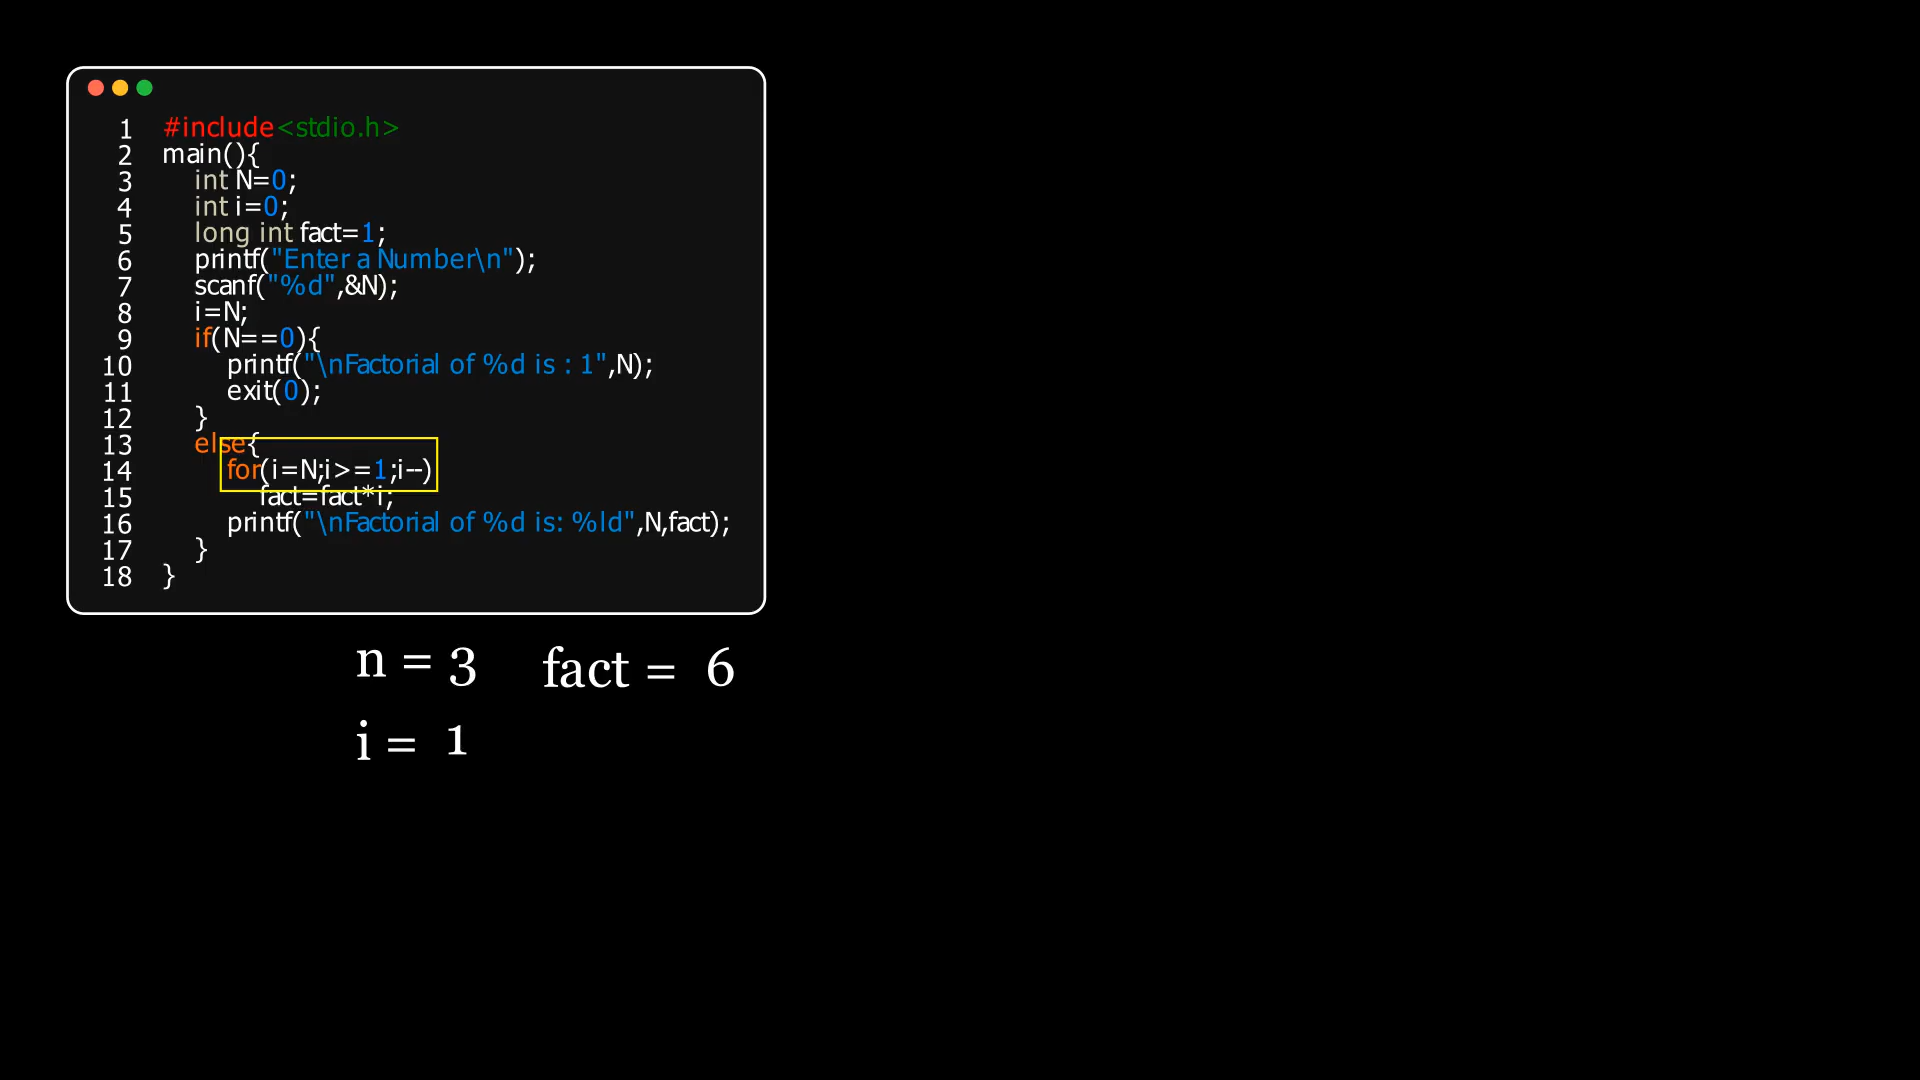 1 #include<stdio.h>
2 main(){
3 int N=0;
4 int i=0;
5 long int fact=1;
6 printf("Enter a Number\n");
7 scanf("%d",&N);
8 i=N;
9 if(N==0){
10 printf("\nFactorial of %d is : 1",N);
11 exit(0);
12 }
13 else{
14 for(i=N;i>=1;i--)
15 fact=fact*i;
16 printf("\nFactorial of %d is: %ld",N,fact);
17 }
18 }
n = 3 fact = 6
i = 1